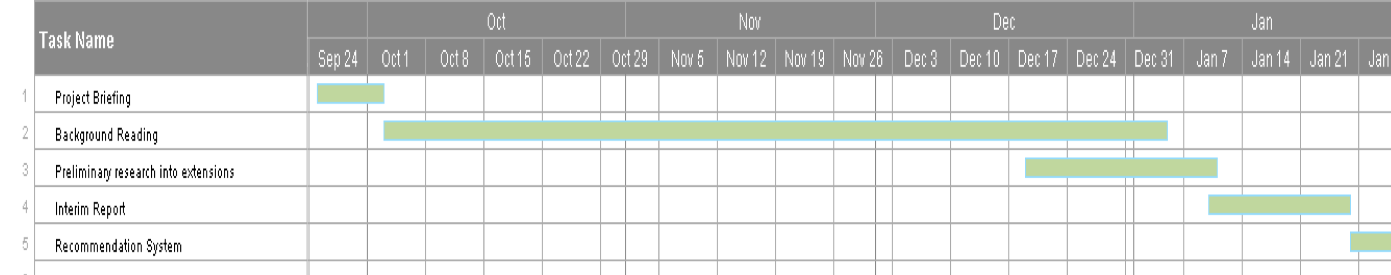 Oct Nov Dec Jan
Task Name
Sep 24 Oct 1 Oct 8 Oct 15 Oct 22 Oct 29 Nov 5 Nov 12 Nov 19 Nov 26 Dec 3 Dec 10 Dec 17 Dec 24 Dec 31 Jan 7 Jan 14 Jan 21 Jan
1 Project Briefing
2 Background Reading
3 Preliminary research into extensions
4 Interim Report
5 Recommendation System